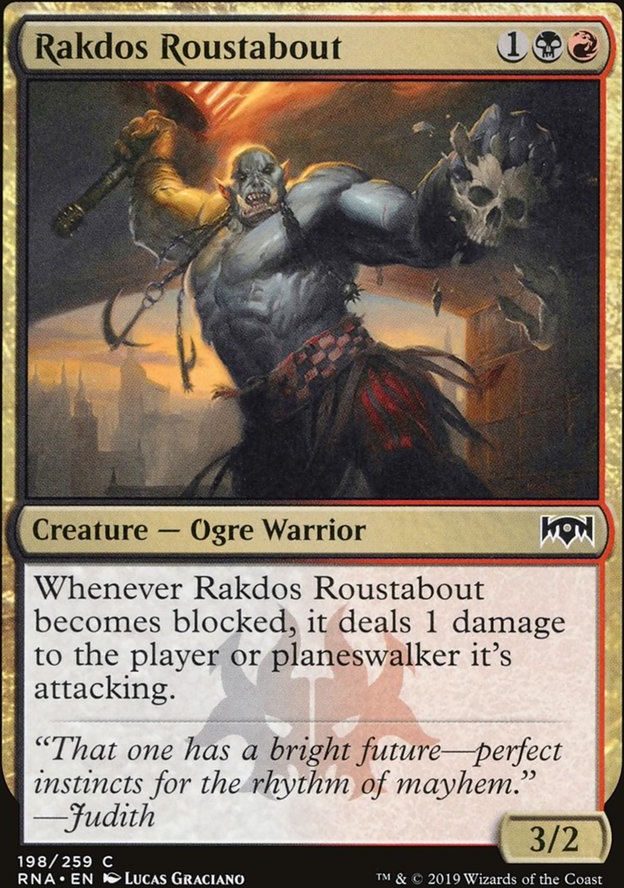 Rakdos Roustabout 1
Creature — Ogre Warrior
Whenever Rakdos Roustabout
becomes blocked, it deals 1 damage
to the player or planeswalker it's
attacking.
“That one has a bright future—perfect
instincts for the rhythm of mayhem.”
—Judith
3/2
198/259 C
RNA • EN Lucas Graciano
™ & © 2019 Wizards of the Coast